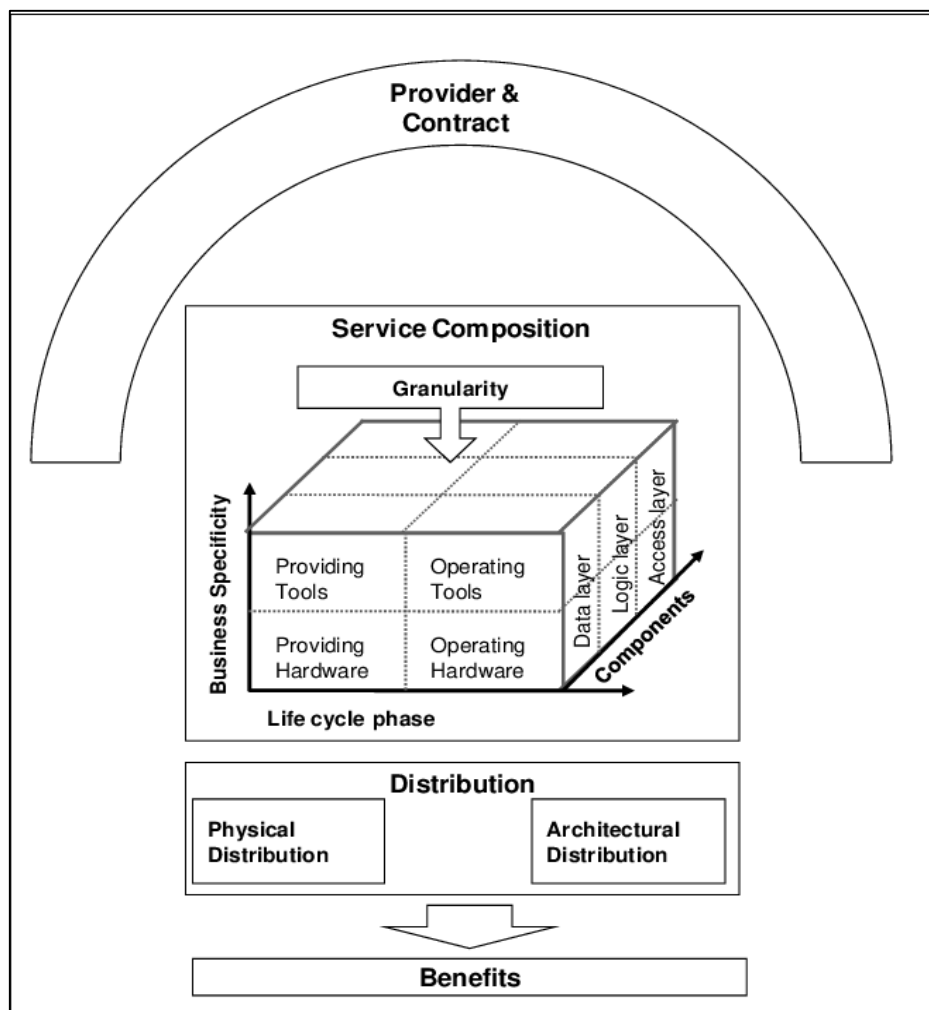 Provider &
Contract
Service Composition
Granularity
Business Specificity
Providing
Tools
Operating
Tools
Providing
Hardware
Operating
Hardware
Data layer
Logic layer
Access layer
Components
Life cycle phase
Distribution
Physical
Distribution
Architectural
Distribution
Benefits